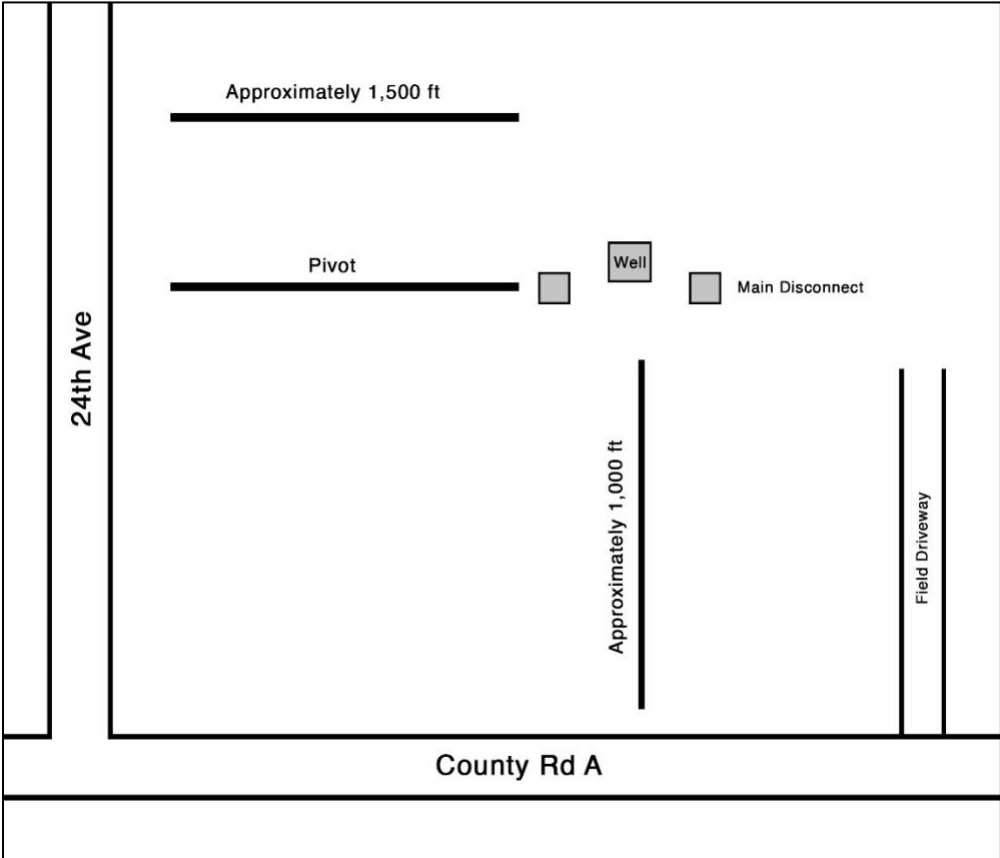 Approximately 1,500 ft
Pivot
Well
Main Disconnect
24th Ave
Approximately 1,000 ft
Field Driveway
County Rd A